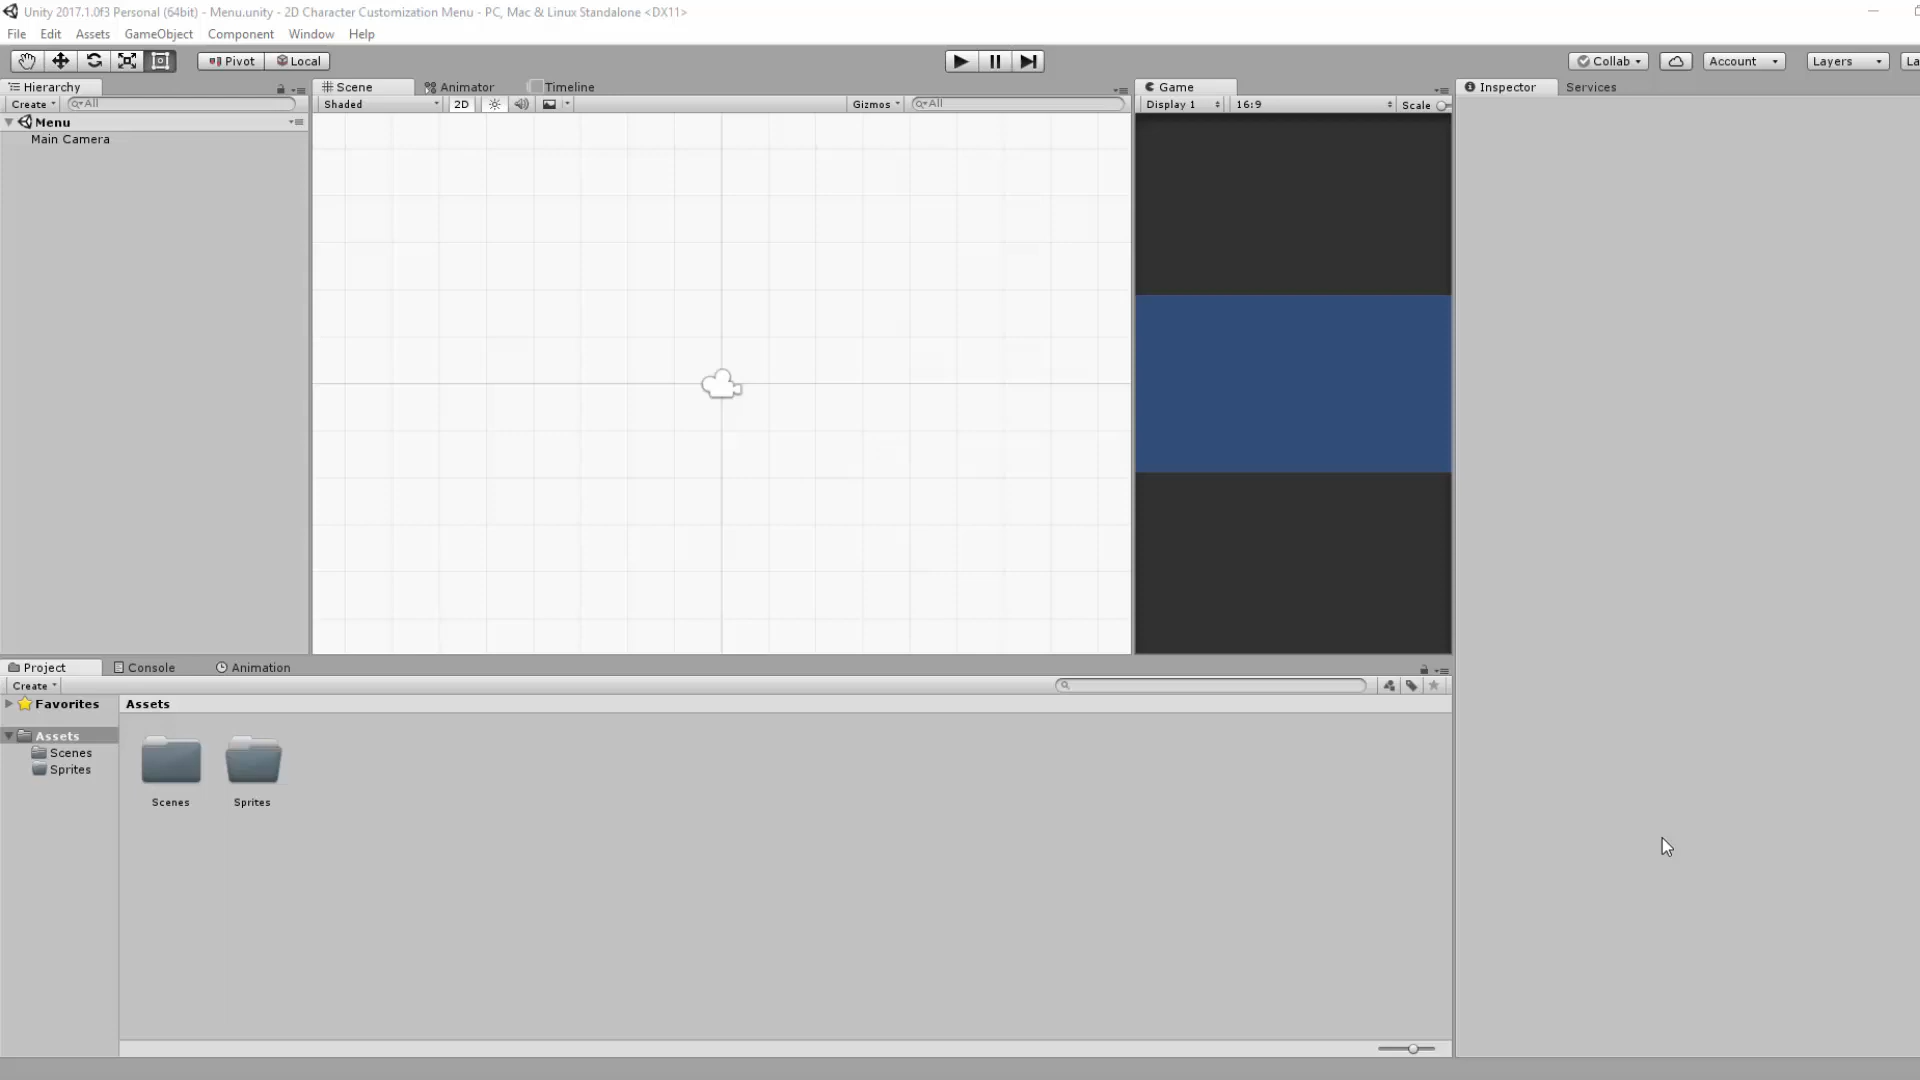 Unity 2017.1.0f3 Personal (64bit) - Menu.unity - 2D Character Customization Menu - PC, Mac & Linux Standalone <DX11>
File Edit Assets GameObject Component Window Help
Pivot Local Collab Account Layers La
Hierarchy Scene Animator Timeline Game Inspector Services
Create All Shaded 2D Gizmos All Display 1 16:9 Scale
Menu
Main Camera
Project Console Animation
Create
Favorites Assets
Assets
Scenes
Sprites
Scenes Sprites